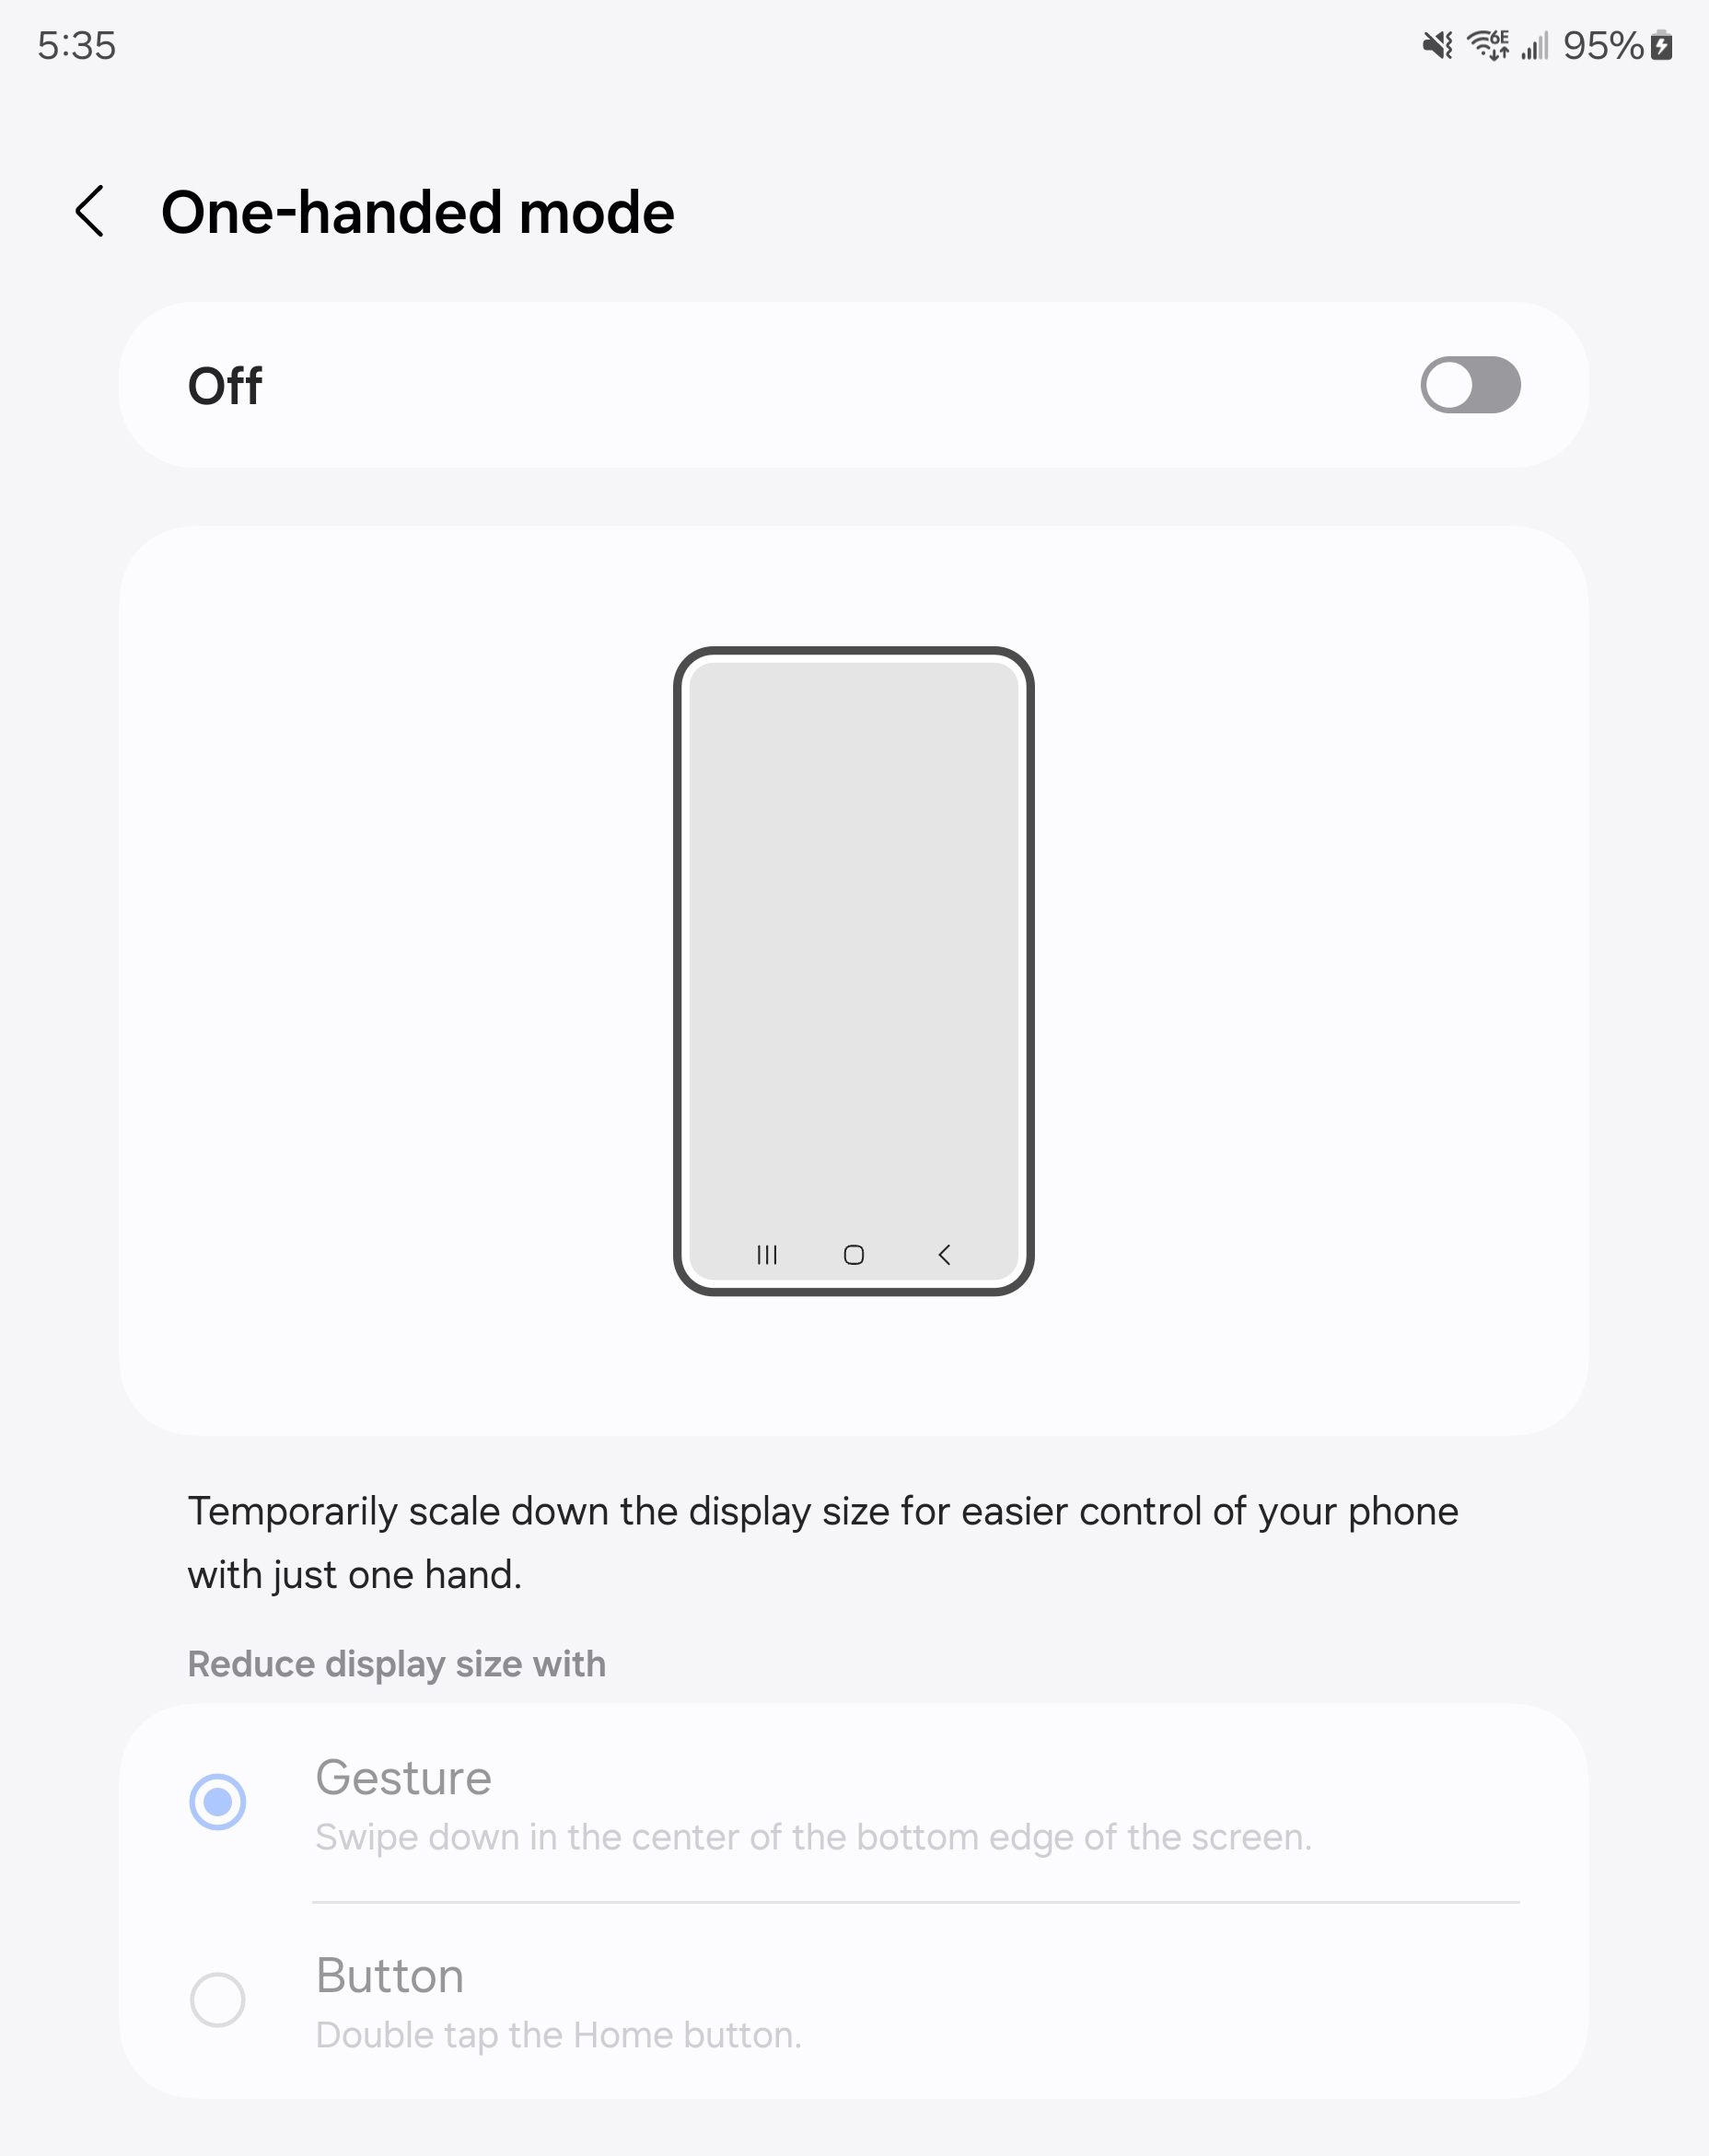 5:35
6E 95%
One-handed mode
Off
Temporarily scale down the display size for easier control of your phone
with just one hand.
Reduce display size with
Gesture
Swipe down in the center of the bottom edge of the screen.
Button
Double tap the Home button.